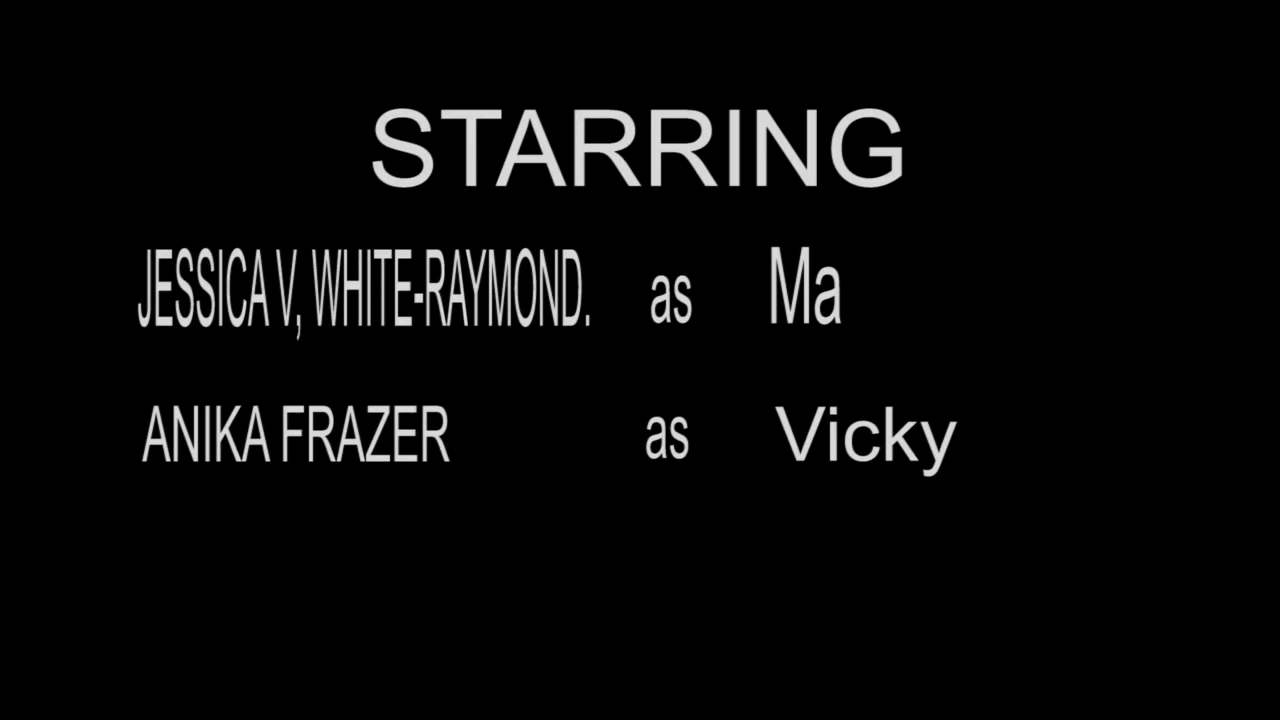 STARRING
JESSICA V, WHITE-RAYMOND. as Ma
ANIKA FRAZER as Vicky